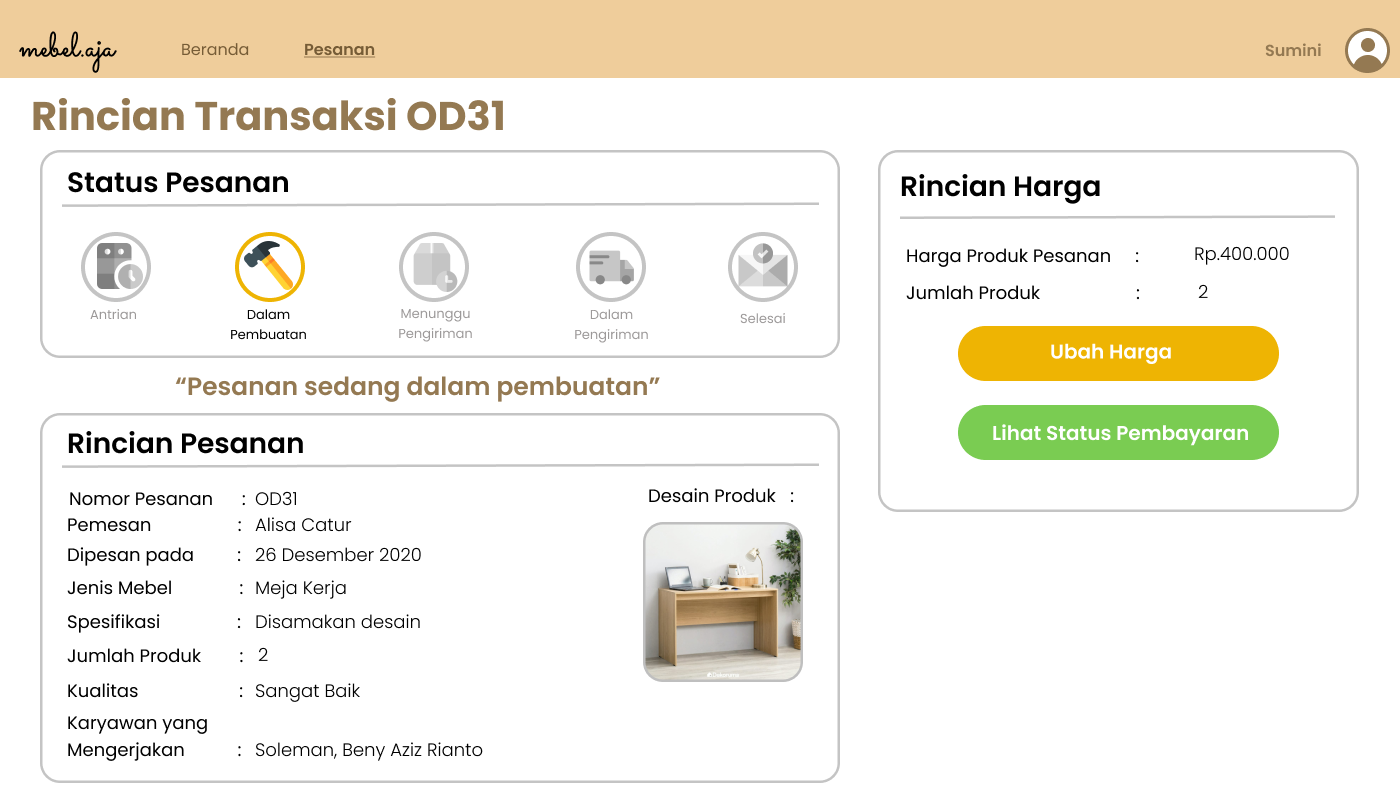 mebel.aja
Beranda
Pesanan
Sumini
Rincian Transaksi OD31
Status Pesanan
Antrian
Dalam
Pembuatan
Menunggu
Pengiriman
Dalam
Pengiriman
Selesai
“Pesanan sedang dalam pembuatan”
Rincian Pesanan
Nomor Pesanan : OD31
Pemesan : Alisa Catur
Dipesan pada : 26 Desember 2020
Jenis Mebel : Meja Kerja
Spesifikasi : Disamakan desain
Jumlah Produk : 2
Kualitas : Sangat Baik
Karyawan yang
Mengerjakan : Soleman, Beny Aziz Rianto
Desain Produk :
Rincian Harga
Harga Produk Pesanan : Rp.400.000
Jumlah Produk : 2
Ubah Harga
Lihat Status Pembayaran